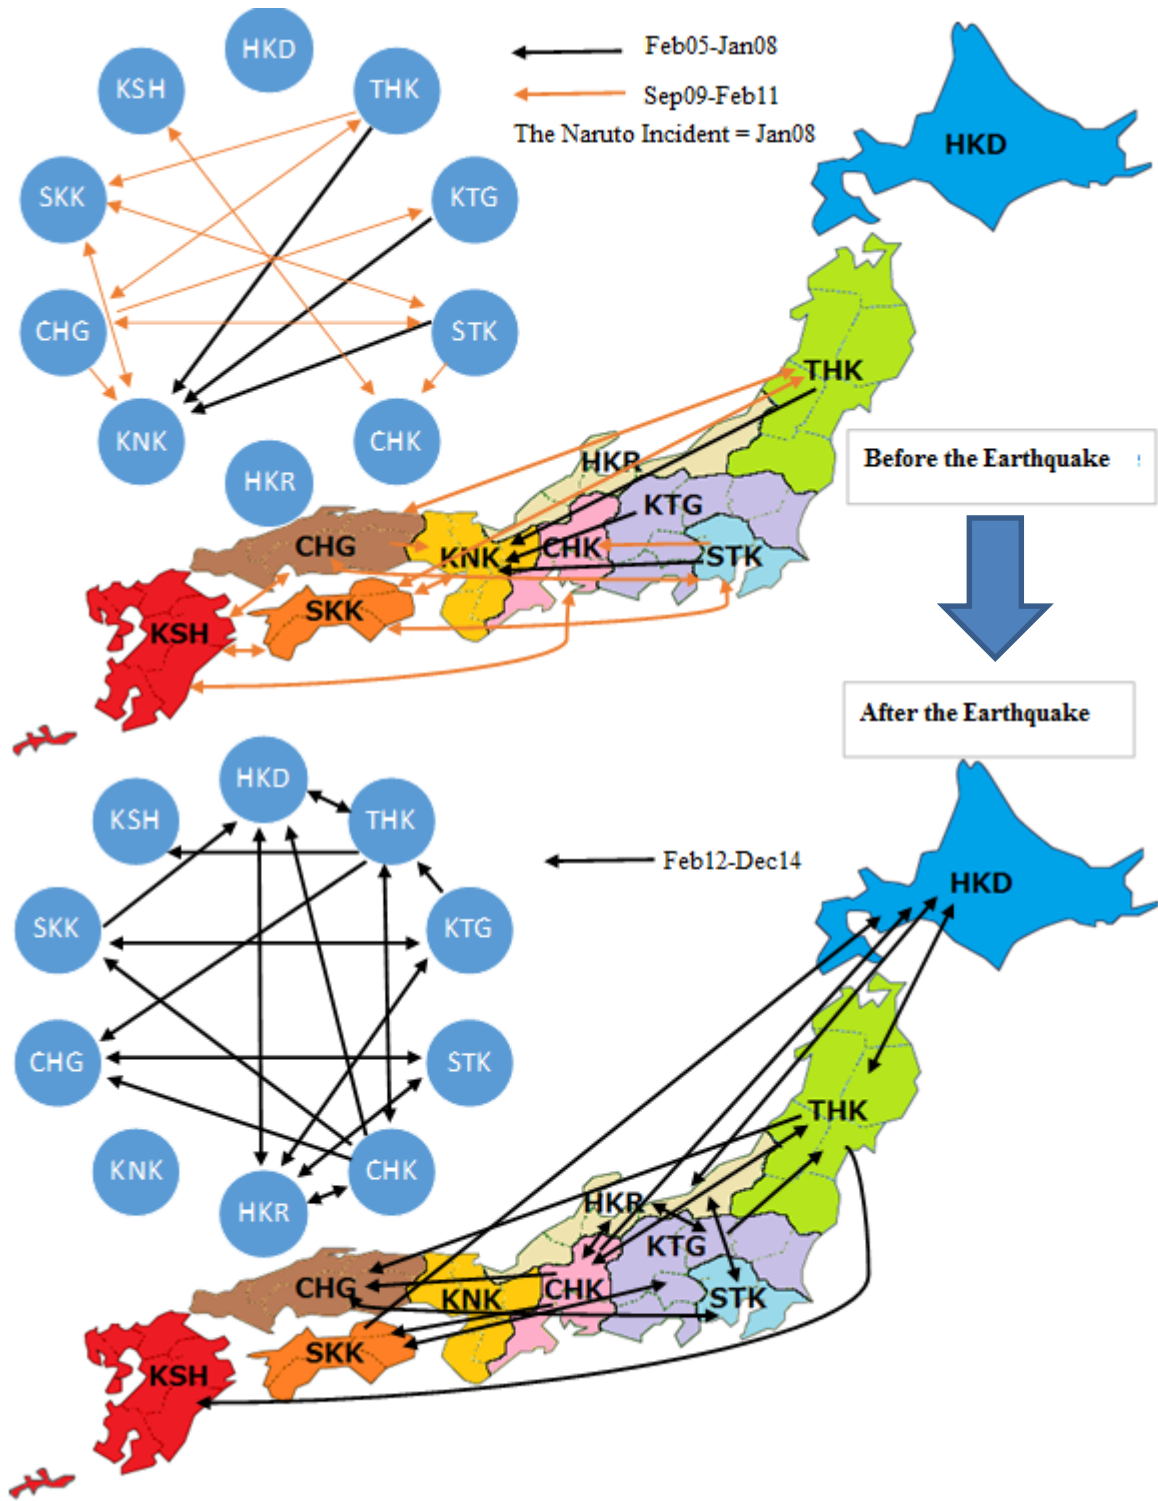 HKD
KSH
THK
SKK
KTG
CHG
STK
KNK
CHK
HKR
Feb05-Jan08
Sep09-Feb11
The Naruto Incident = Jan08
HKD
THK
HKR
KTG
CHG
KNK
CHK
STK
SKK
KSH
Before the Earthquake
After the Earthquake
HKD
KSH
THK
SKK
KTG
CHG
STK
KNK
CHK
HKR
Feb12-Dec14
HKD
THK
HKR
KTG
CHG
KNK
CHK
STK
SKK
KSH